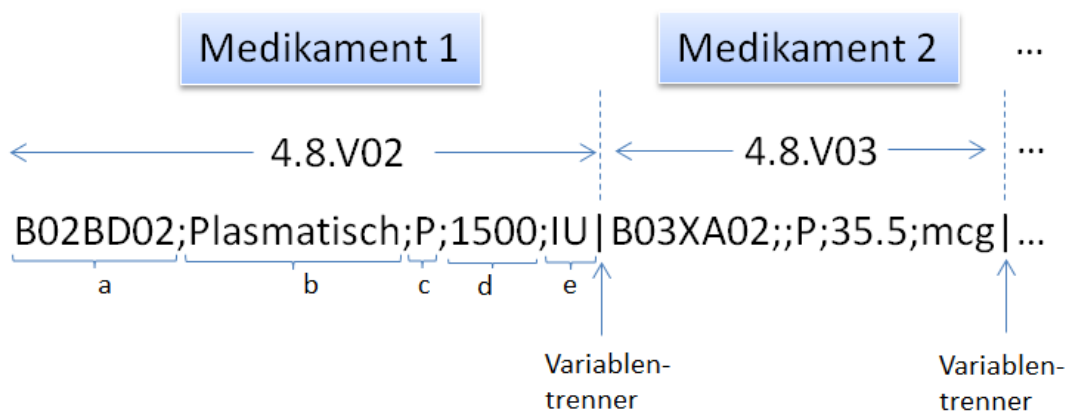 Medikament 1 Medikament 2 ...
4.8.V02 4.8.V03 ...
B02BD02;Plasmatisch;P;1500;IU|B03XA02;;P;35.5;mcg|...
a b c d e
Variablen- Variablen-
trenner trenner